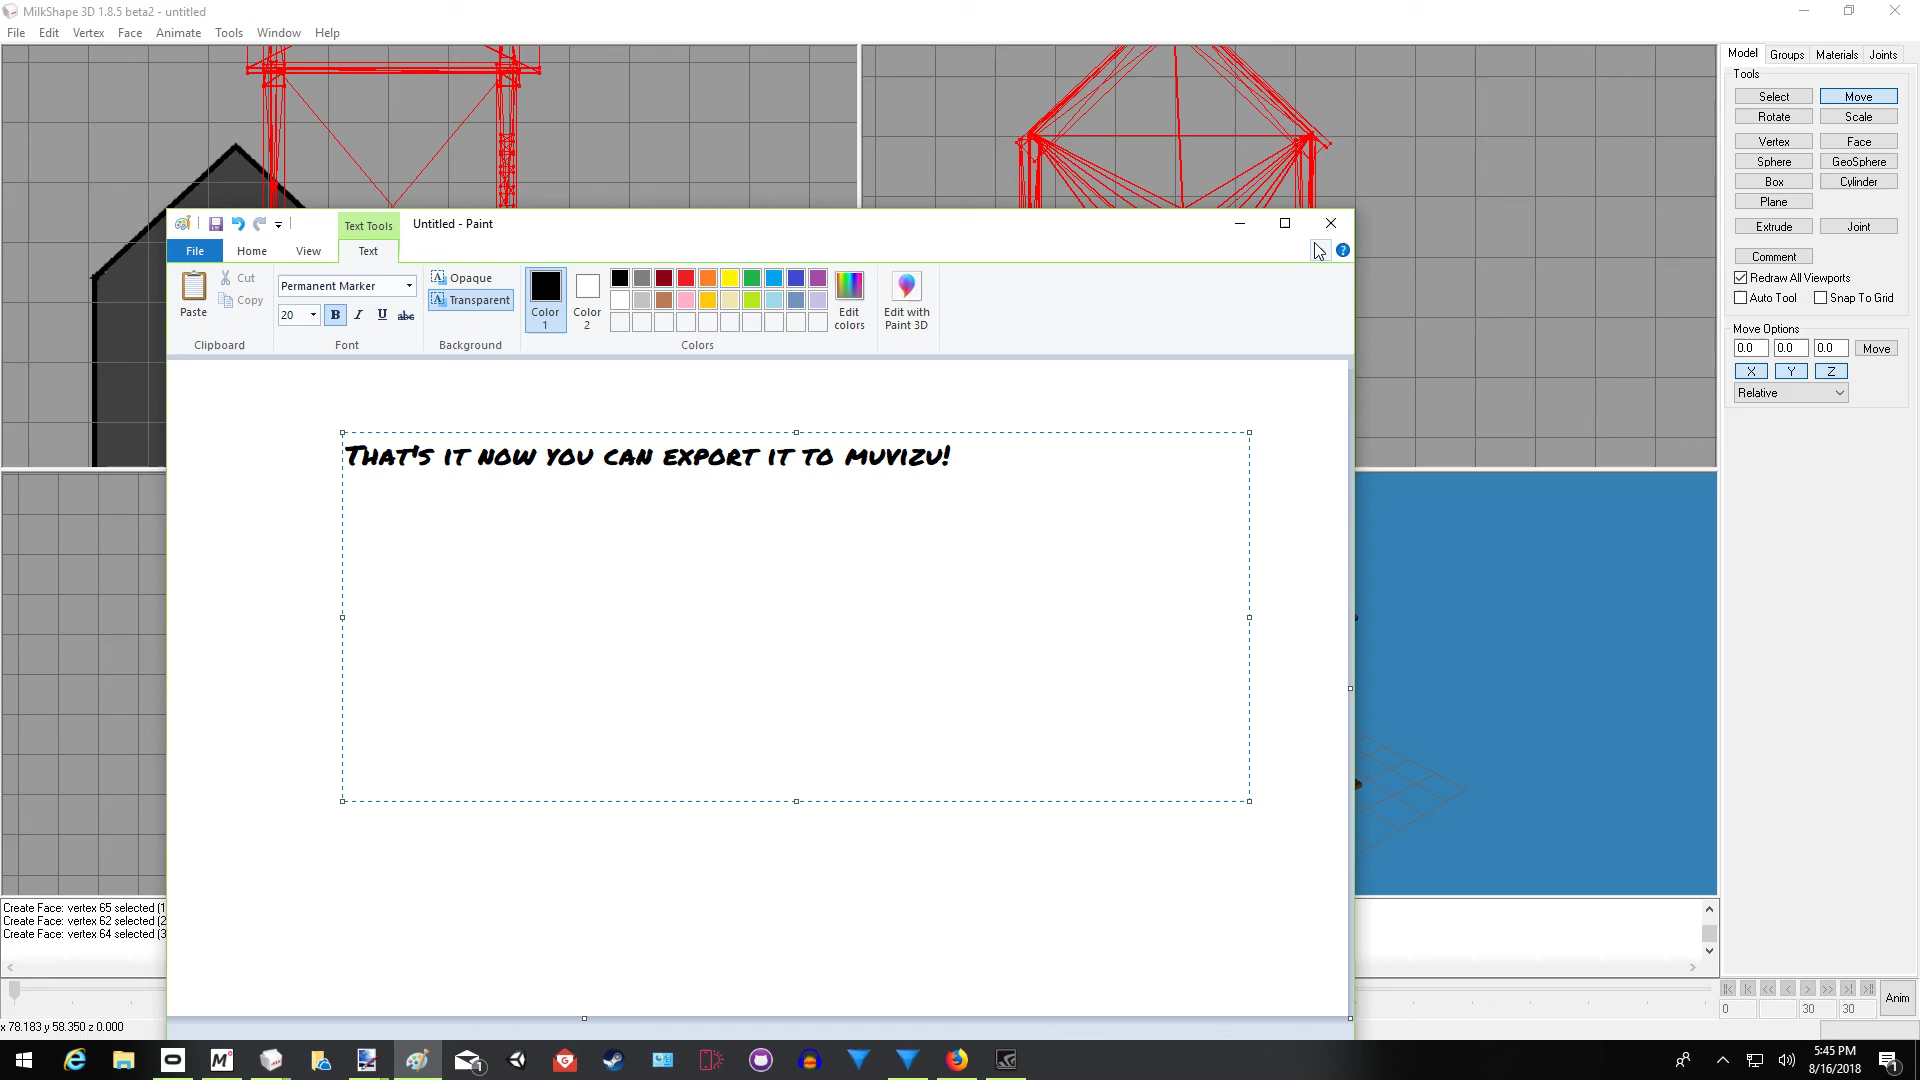 MilkShape 3D 1.8.5 beta2 - untitled
File Edit Vertex Face Animate Tools Window Help
Model Groups Materials Joints
Tools
Select Move
Rotate Scale
Vertex Face
Sphere GeoSphere
Box Cylinder
Plane
Extrude Joint
Comment
Redraw All Viewports
Auto Tool Snap To Grid
Move Options
0.0 0.0 0.0 Move
X Y Z
Relative
Text Tools Untitled - Paint
File Home View Text
Paste Cut Copy
Clipboard
Permanent Marker
20 B I U abc
Font
Opaque
Transparent
Background
Color 1
Color 2
Edit colors
Colors
Edit with Paint 3D
That's it now you can export it to muvizu!
Create Face: vertex 65 selected (1
Create Face: vertex 62 selected (2
Create Face: vertex 64 selected (3
0 30 30 Anim
x 78.183 y 58.350 z 0.000
5:45 PM
8/16/2018